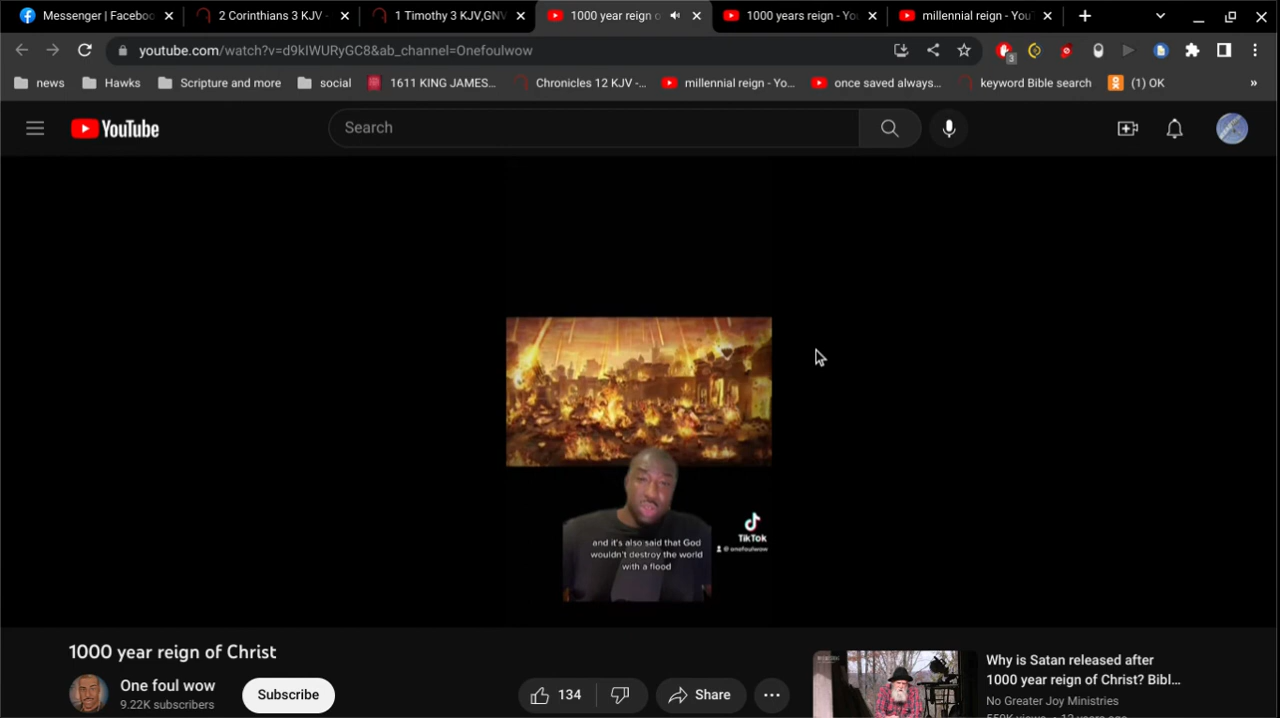 Messenger | Faceboo
2 Corinthians 3 KJV -
1 Timothy 3 KJV,GNV
1000 year reign o
1000 years reign - Yo
millennial reign - You
youtube.com/watch?v=d9kIWURyGC8&ab_channel=Onefoulwow
3
news
Hawks
Scripture and more
social
1611 KING JAMES...
Chronicles 12 KJV -...
millennial reign - Yo...
once saved always...
keyword Bible search
(1) OK
»
YouTube
Search
and it's also said that God
wouldn't destroy the world
with a flood
TikTok
@onefoulwow
1000 year reign of Christ
One foul wow
9.22K subscribers
Subscribe
134
Share
Why is Satan released after
1000 year reign of Christ? Bibl...
No Greater Joy Ministries